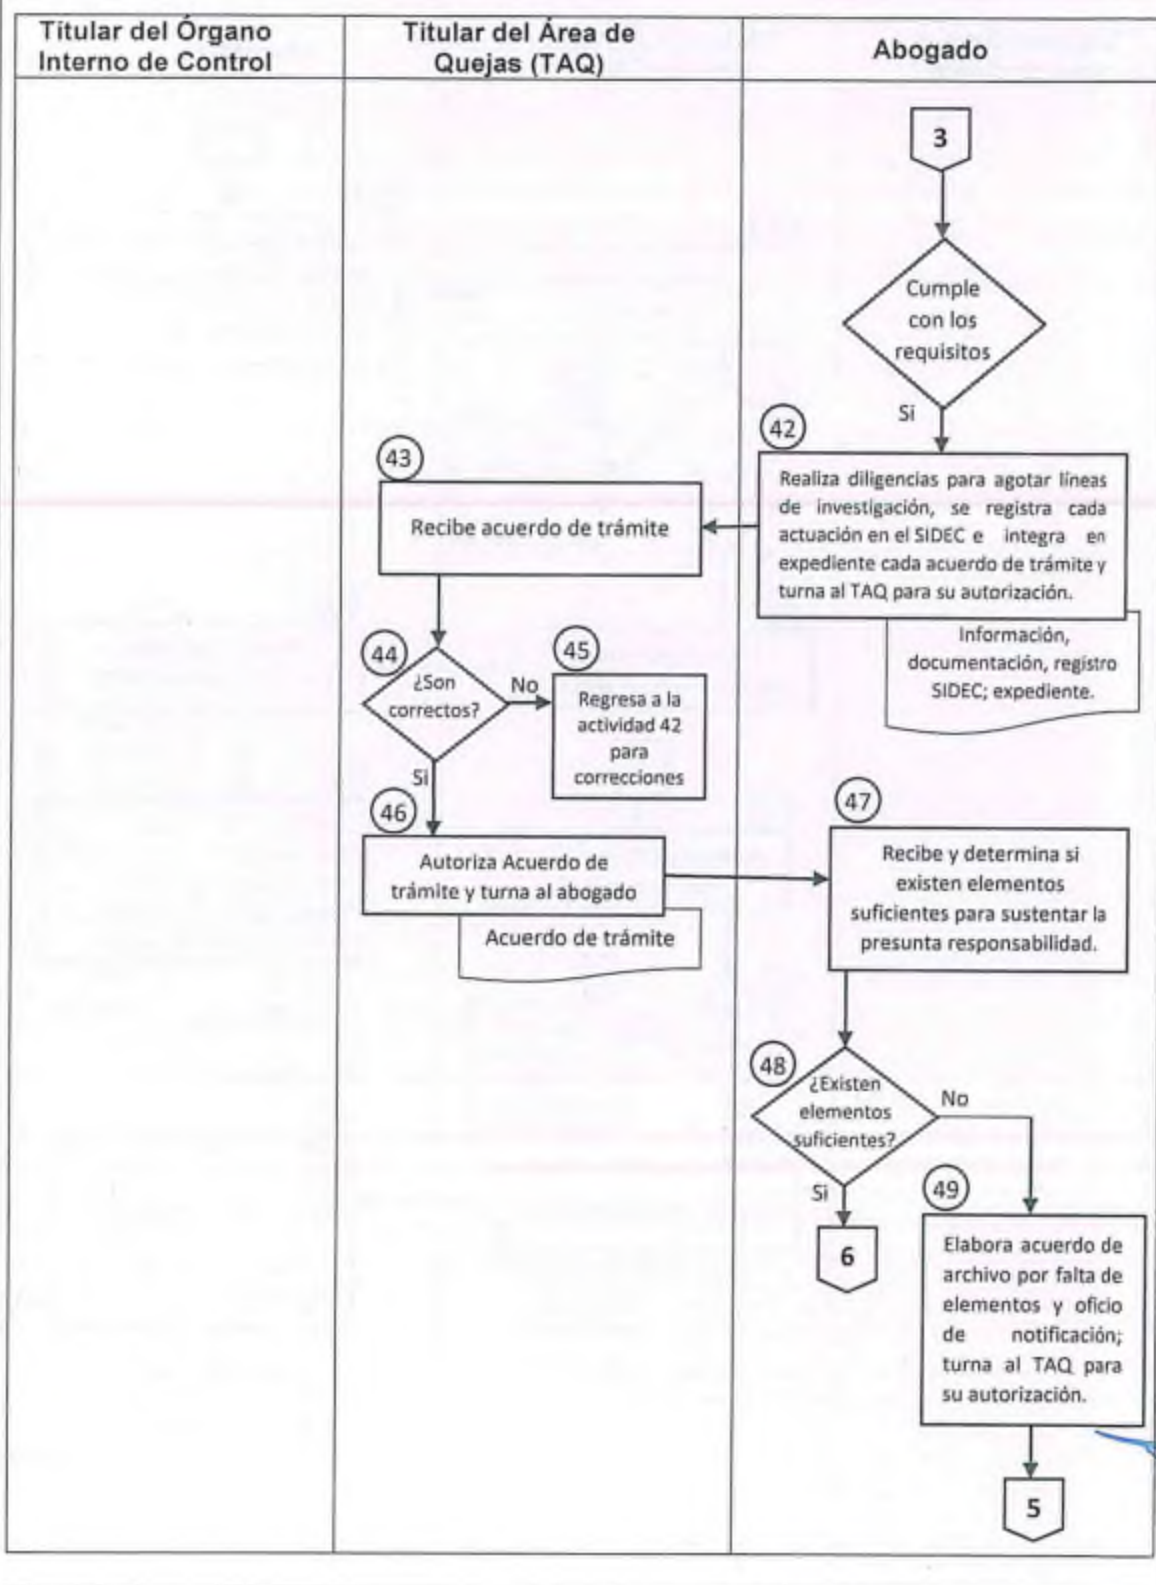 Titular del Órgano
Interno de Control
Titular del Área de
Quejas (TAQ)
Abogado
3
Cumple
con los
requisitos
Si
42
Realiza diligencias para agotar líneas
de investigación, se registra cada
actuación en el SIDEC e integra en
expediente cada acuerdo de trámite y
turna al TAQ para su autorización.
Información,
documentación, registro
SIDEC; expediente.
43
Recibe acuerdo de trámite
44
¿Son
correctos?
No
45
Regresa a la
actividad 42
para
correcciones
Si
46
Autoriza Acuerdo de
trámite y turna al abogado
Acuerdo de trámite
47
Recibe y determina si
existen elementos
suficientes para sustentar la
presunta responsabilidad.
48
¿Existen
elementos
suficientes?
No
Si
6
49
Elabora acuerdo de
archivo por falta de
elementos y oficio
de notificación;
turna al TAQ para
su autorización.
5